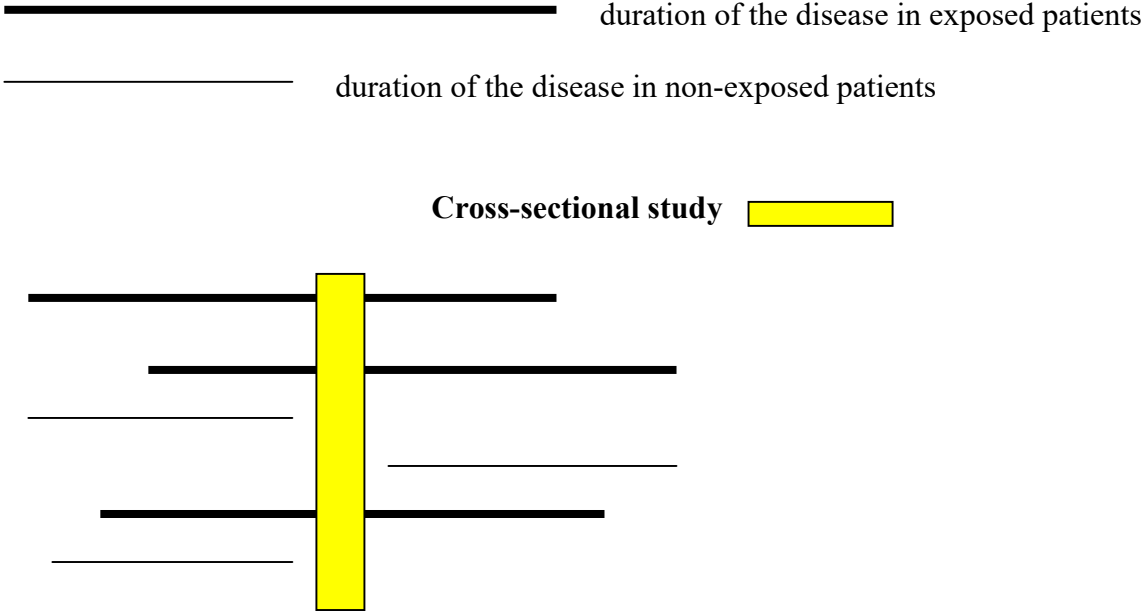 duration of the disease in exposed patients
duration of the disease in non-exposed patients
Cross-sectional study